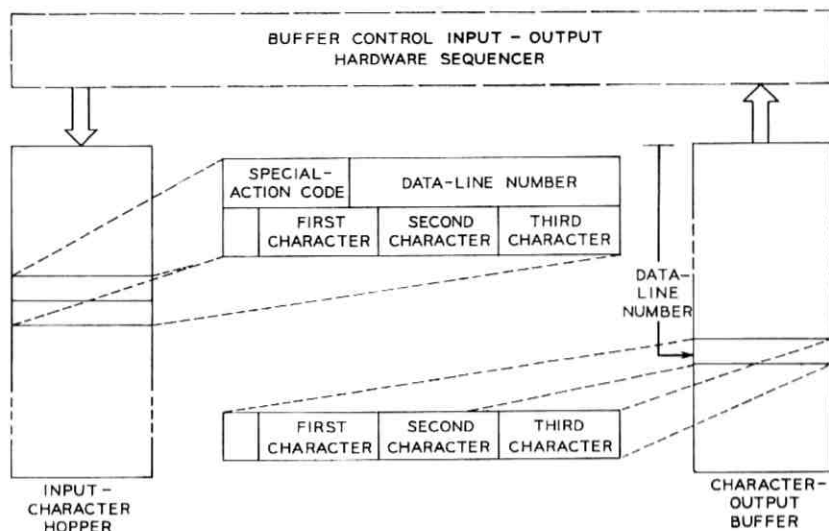 BUFFER CONTROL INPUT - OUTPUT
HARDWARE SEQUENCER
SPECIAL-
ACTION CODE
DATA-LINE NUMBER
FIRST
CHARACTER
SECOND
CHARACTER
THIRD
CHARACTER
DATA-
LINE
NUMBER
FIRST
CHARACTER
SECOND
CHARACTER
THIRD
CHARACTER
INPUT-
CHARACTER
HOPPER
CHARACTER-
OUTPUT
BUFFER